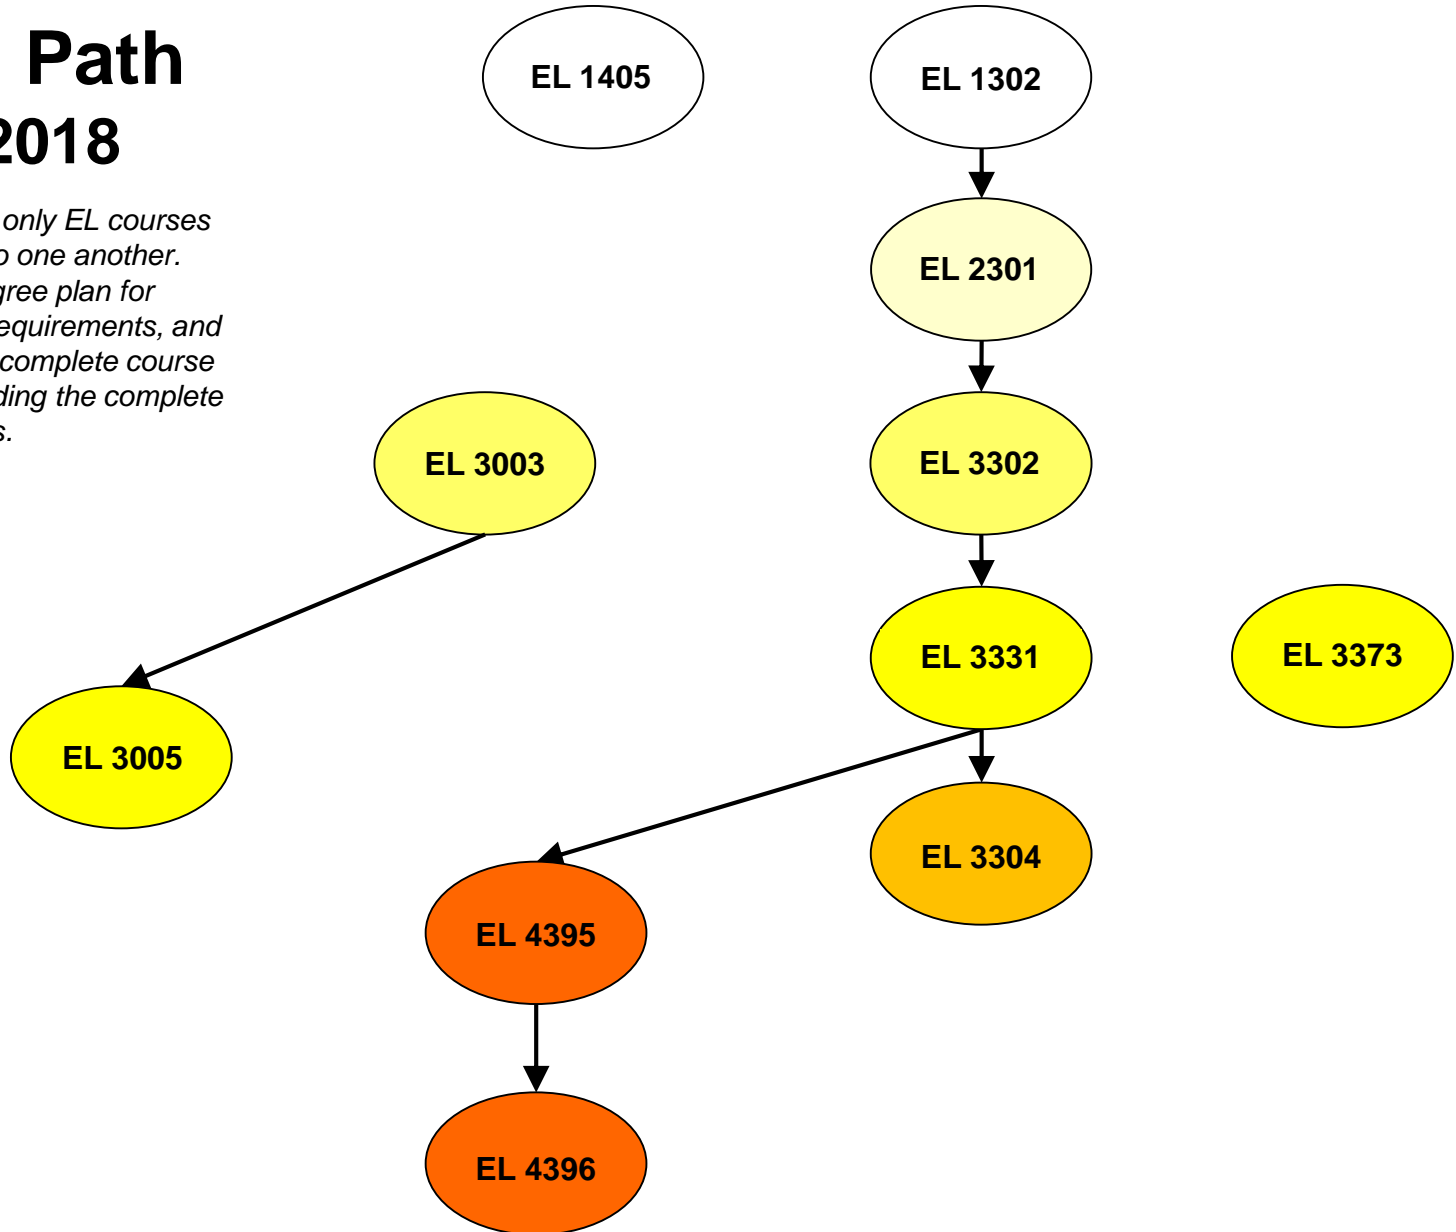 Path
2018
only EL courses
o one another.
gree plan for
equirements, and
complete course
ding the complete
s.
EL 1405
EL 1302
EL 2301
EL 3003
EL 3302
EL 3331
EL 3373
EL 3005
EL 3304
EL 4395
EL 4396